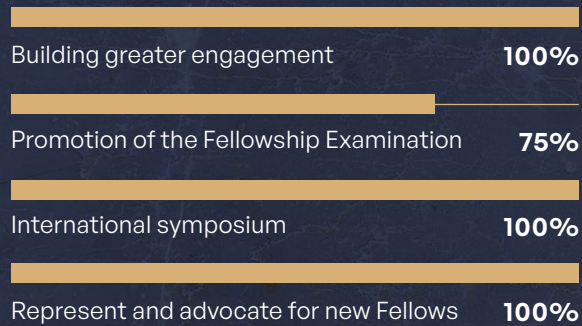 Building greater engagement 100%
Promotion of the Fellowship Examination 75%
International symposium 100%
Represent and advocate for new Fellows 100%